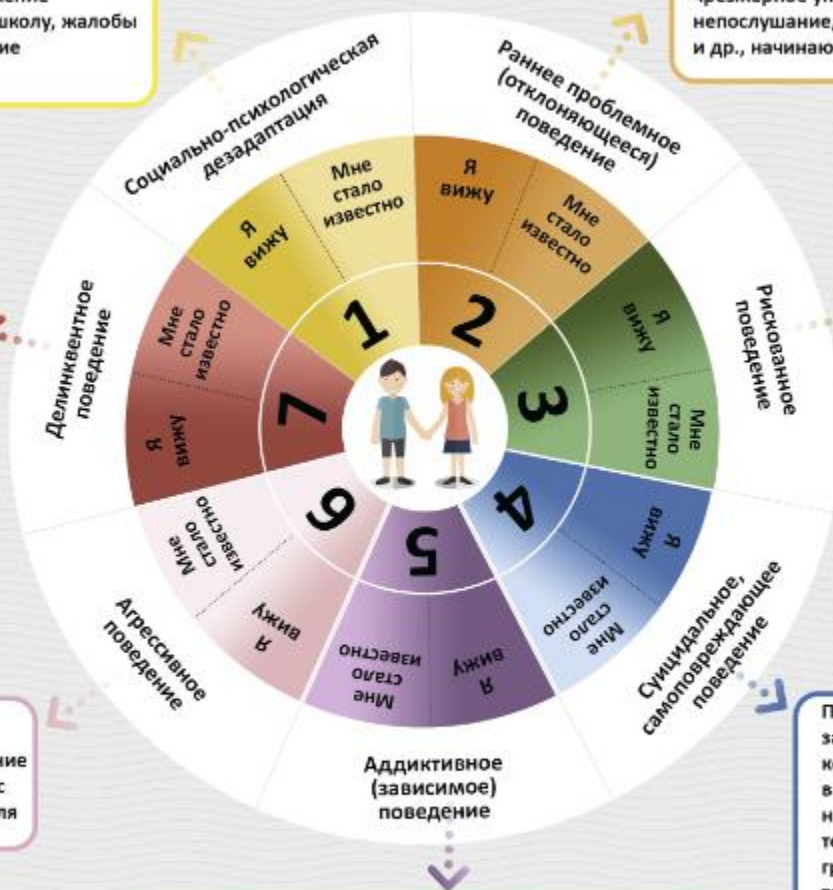 школу, жалобы
непослушание,
и др.,
Социально-психологическая
дезадаптация
Я
вижу
Мне
стало
известно
1
Раннее проблемное
(отклоняющееся)
поведение
Я
вижу
Мне
стало
известно
2
Рискованное
поведение
Я
вижу
Мне
стало
известно
3
Суицидальное,
самоповреждающее
поведение
Я
вижу
Мне
стало
известно
4
Аддиктивное
(зависимое)
поведение
Я
вижу
Мне
стало
известно
5
Агрессивное
поведение
Я
вижу
Мне
стало
известно
6
Делинквентное
поведение
Я
вижу
Мне
стало
известно
7